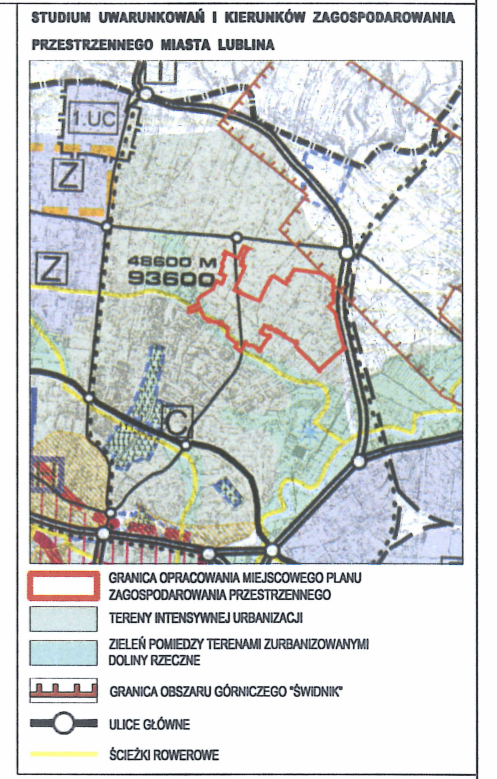 STUDIUM UWARUNKOWAŃ I KIERUNKÓW ZAGOSPODAROWANIA
PRZESTRZENNEGO MIASTA LUBLINA
1.UC
Z
48600 M
93600
Z
C
GRANICA OPRACOWANIA MIEJSCOWEGO PLANU
ZAGOSPODAROWANIA PRZESTRZENNEGO
TERENY INTENSYWNEJ URBANIZACJI
ZIELEŃ POMIEDZY TERENAMI ZURBANIZOWANYMI
DOLINY RZECZNE
GRANICA OBSZARU GÓRNICZEGO "ŚWIDNIK"
ULICE GŁÓWNE
ŚCIEŻKI ROWEROWE